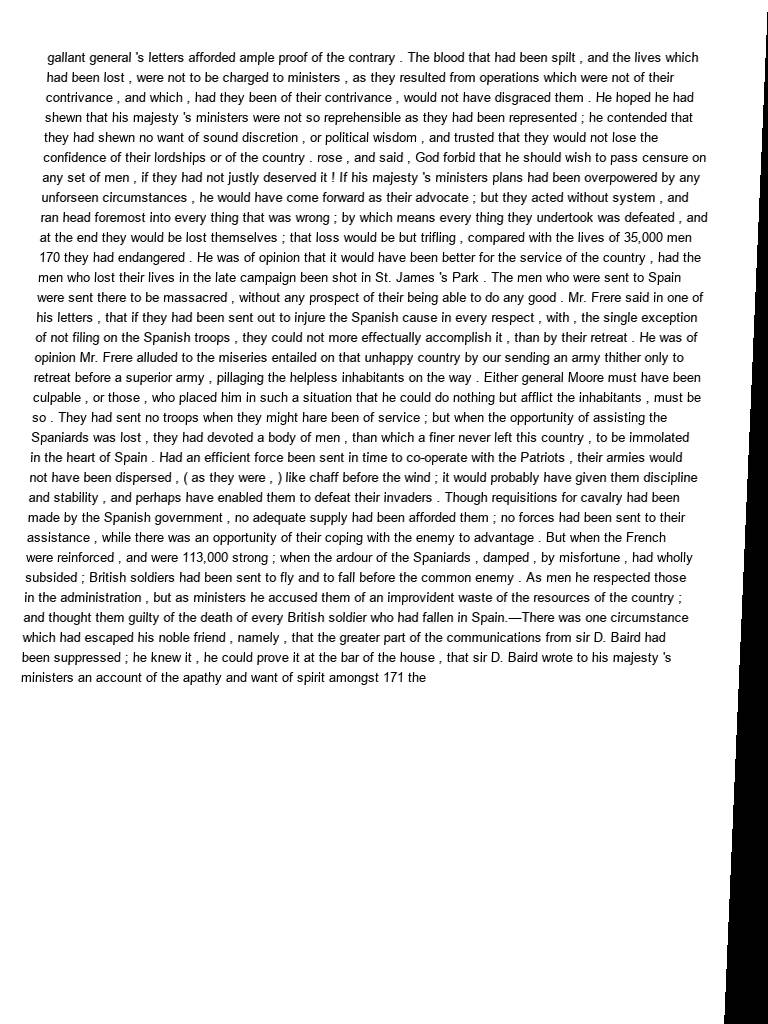 gallant general 's letters afforded ample proof of the contrary . The blood that had been spilt , and the lives which
had been lost , were not to be charged to ministers , as they resulted from operations which were not of their
contrivance , and which , had they been of their contrivance , would not have disgraced them . He hoped he had
shewn that his majesty 's ministers were not so reprehensible as they had been represented ; he contended that
they had shewn no want of sound discretion , or political wisdom , and trusted that they would not lose the
confidence of their lordships or of the country . rose , and said , God forbid that he should wish to pass censure on
any set of men , if they had not justly deserved it ! If his majesty 's ministers plans had been overpowered by any
unforseen circumstances , he would have come forward as their advocate ; but they acted without system , and
ran head foremost into every thing that was wrong ; by which means every thing they undertook was defeated , and
at the end they would be lost themselves ; that loss would be but trifling , compared with the lives of 35,000 men
170 they had endangered . He was of opinion that it would have been better for the service of the country , had the
men who lost their lives in the late campaign been shot in St. James 's Park . The men who were sent to Spain
were sent there to be massacred , without any prospect of their being able to do any good . Mr. Frere said in one of
his letters , that if they had been sent out to injure the Spanish cause in every respect , with , the single exception
of not filing on the Spanish troops , they could not more effectually accomplish it , than by their retreat . He was of
opinion Mr. Frere alluded to the miseries entailed on that unhappy country by our sending an army thither only to
retreat before a superior army , pillaging the helpless inhabitants on the way . Either general Moore must have been
culpable , or those , who placed him in such a situation that he could do nothing but afflict the inhabitants , must be
so . They had sent no troops when they might hare been of service ; but when the opportunity of assisting the
Spaniards was lost , they had devoted a body of men , than which a finer never left this country , to be immolated
in the heart of Spain . Had an efficient force been sent in time to co-operate with the Patriots , their armies would
not have been dispersed , ( as they were , ) like chaff before the wind ; it would probably have given them discipline
and stability , and perhaps have enabled them to defeat their invaders . Though requisitions for cavalry had been
made by the Spanish government , no adequate supply had been afforded them ; no forces had been sent to their
assistance , while there was an opportunity of their coping with the enemy to advantage . But when the French
were reinforced , and were 113,000 strong ; when the ardour of the Spaniards , damped , by misfortune , had wholly
subsided ; British soldiers had been sent to fly and to fall before the common enemy . As men he respected those
in the administration , but as ministers he accused them of an improvident waste of the resources of the country ;
and thought them guilty of the death of every British soldier who had fallen in Spain.—There was one circumstance
which had escaped his noble friend , namely , that the greater part of the communications from sir D. Baird had
been suppressed ; he knew it , he could prove it at the bar of the house , that sir D. Baird wrote to his majesty 's
ministers an account of the apathy and want of spirit amongst 171 the